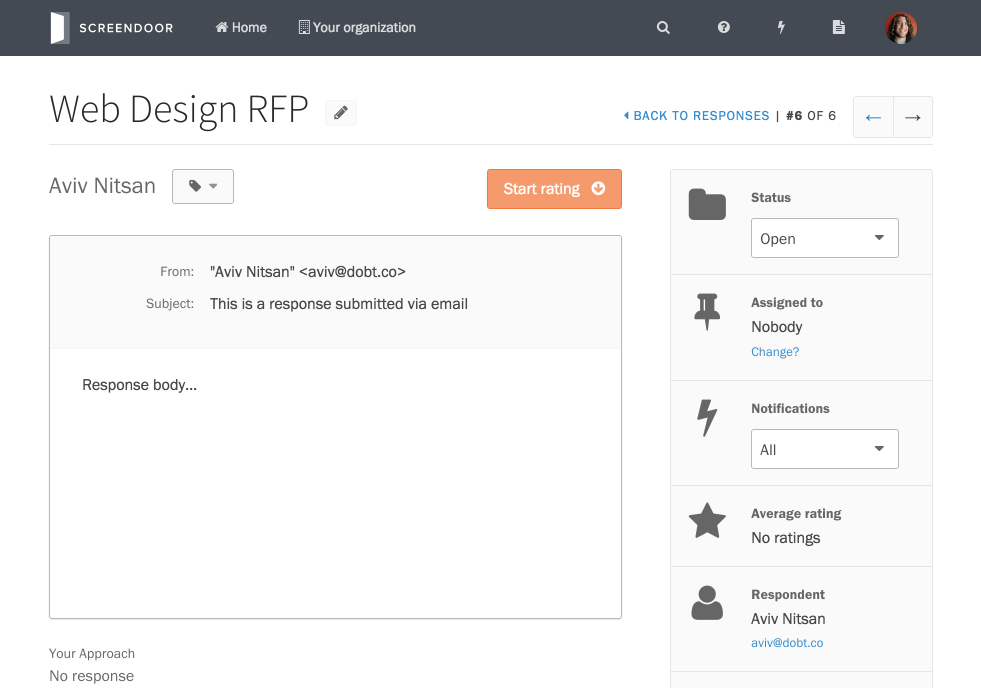 SCREENDOOR Home Your organization
Web Design RFP
BACK TO RESPONSES | #6 OF 6
Aviv Nitsan
Start rating
From: "Aviv Nitsan" <aviv@dobt.co>
Subject: This is a response submitted via email
Response body...
Your Approach
No response
Status
Open
Assigned to
Nobody
Change?
Notifications
All
Average rating
No ratings
Respondent
Aviv Nitsan
aviv@dobt.co